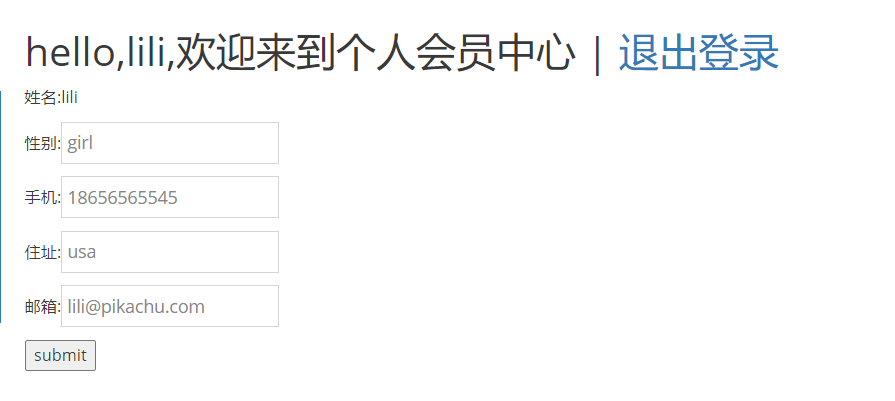 hello,lili,欢迎来到个人会员中心 | 退出登录
姓名:lili
性别:girl
手机:18656565545
住址:usa
邮箱:lili@pikachu.com
submit